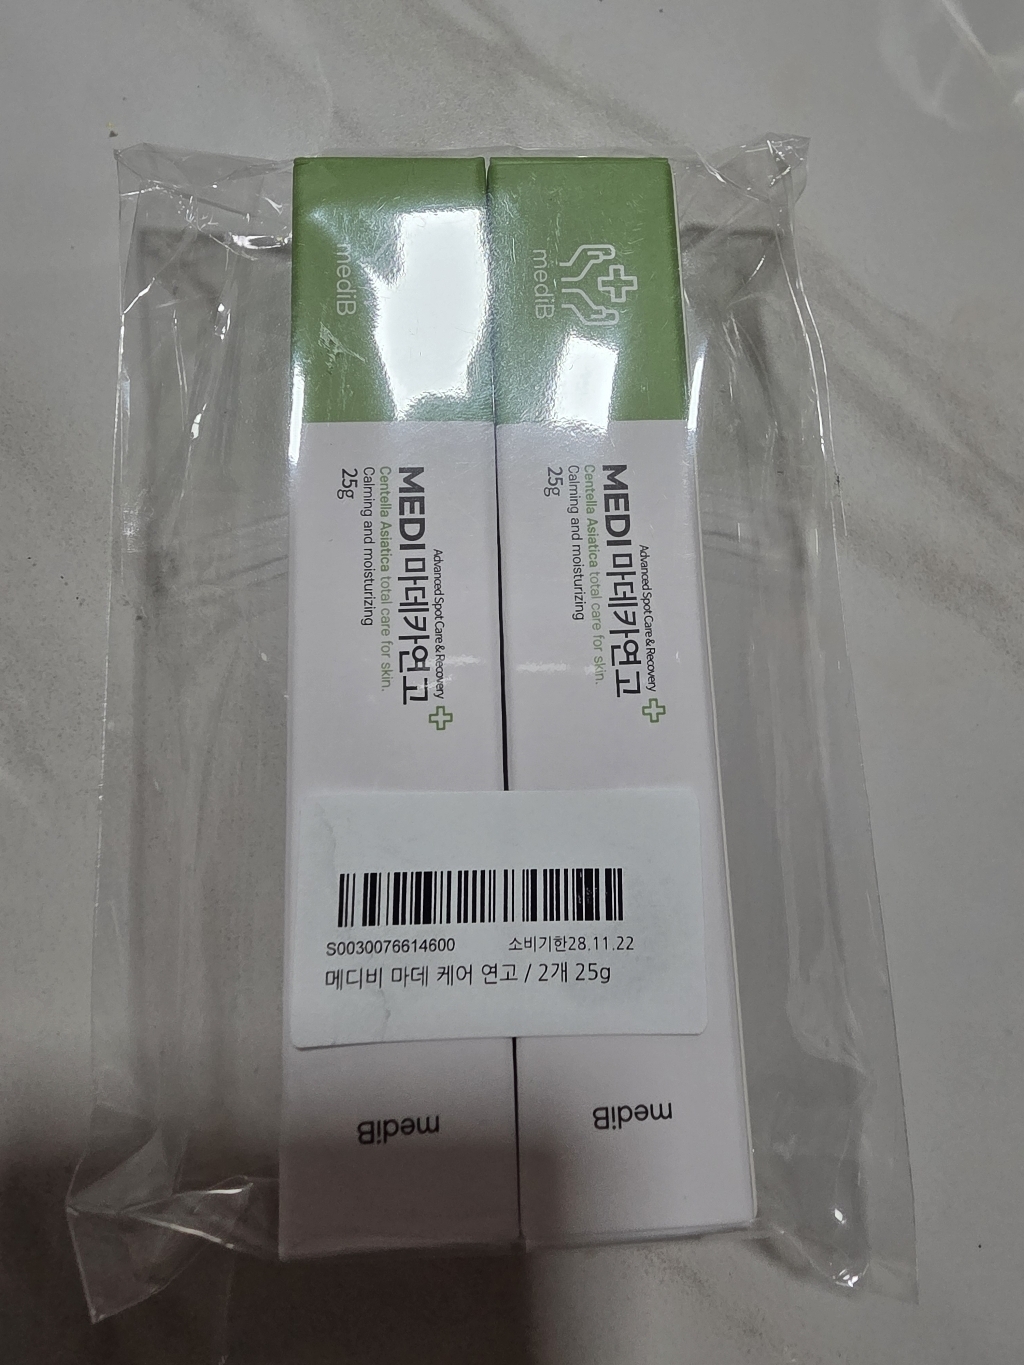 mediB
Advanced Spot Care & Recovery
MEDI 마데카연고
Centella Asiatica total care for skin.
Calming and moisturizing
25g
mediB
Advanced Spot Care & Recovery
MEDI 마데카연고
Centella Asiatica total care for skin.
Calming and moisturizing
25g
S0030076614600 소비기한28.11.22
메디비 마데 케어 연고 / 2개 25g
mediB
mediB